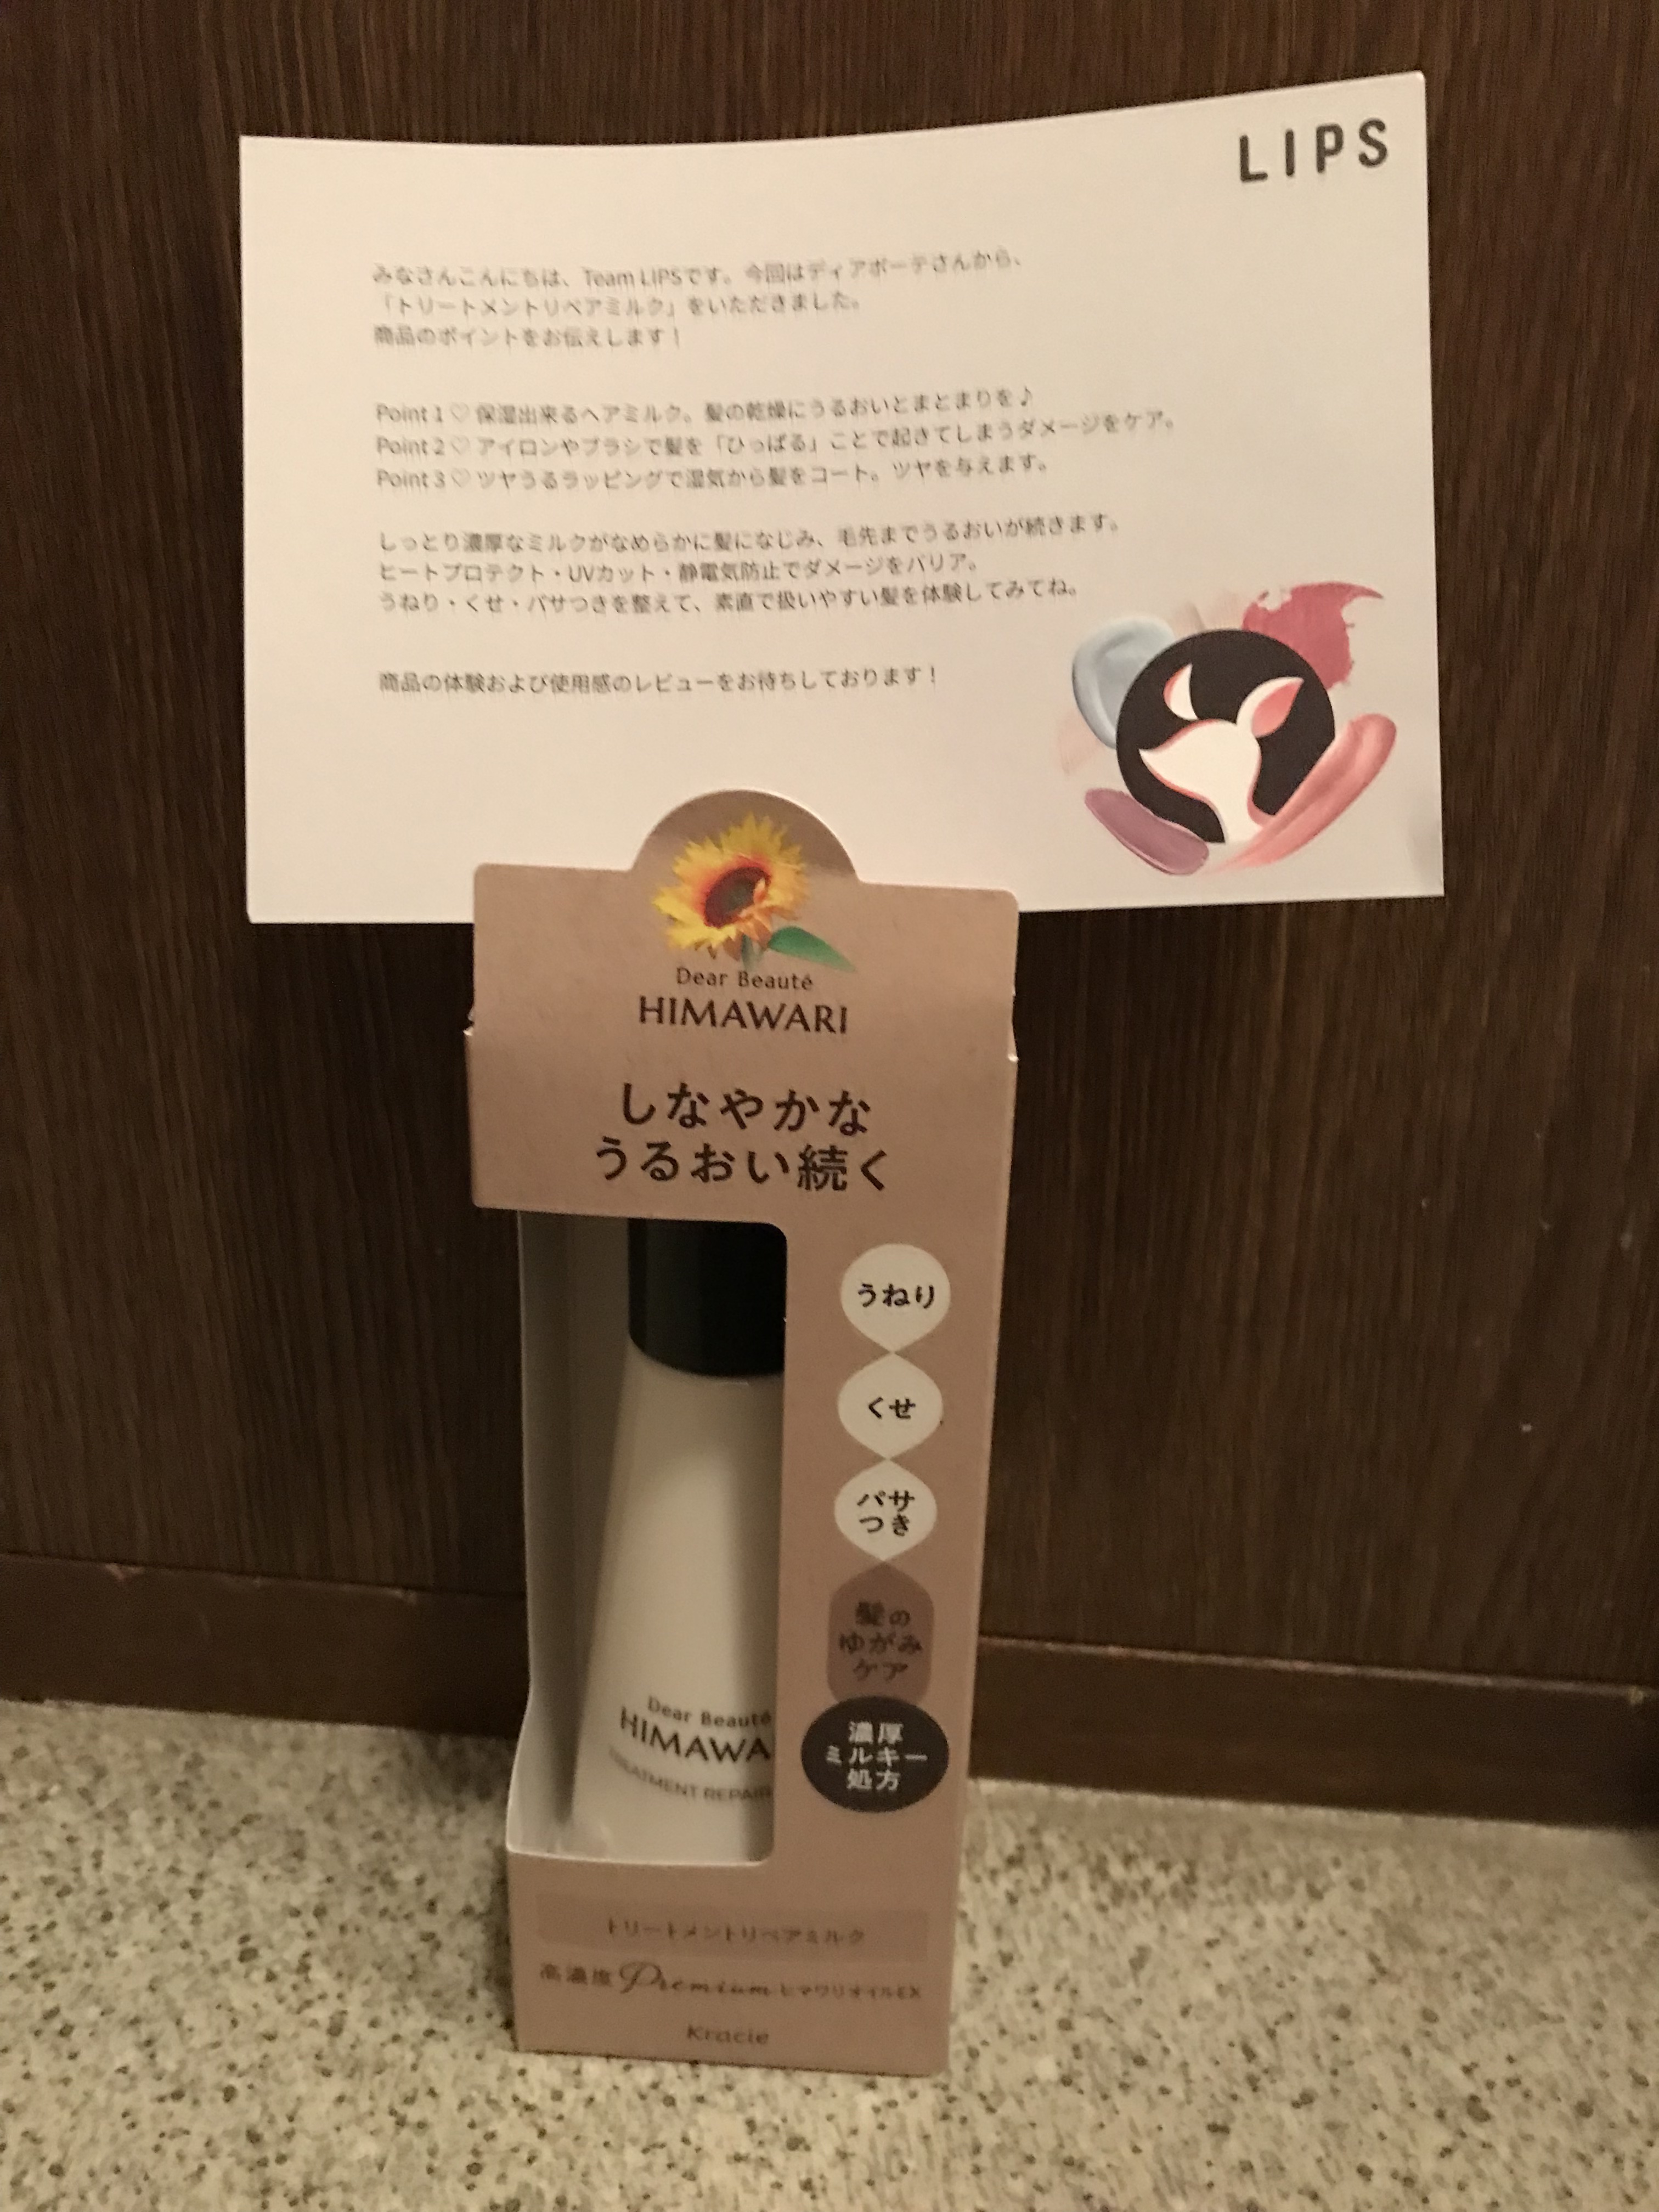 LIPS
みなさんこんにちは、Team LIPSです。今回はディアボーテさんから、
「トリートメントリペアミルク」をいただきました。
商品のポイントをお伝えします！
Point 1 ♡ 保湿出来るヘアミルク。髪の乾燥にうるおいとまとまりを♪
Point 2 ♡ アイロンやブラシで髪を「ひっぱる」ことで起きてしまうダメージをケア。
Point 3 ♡ ツヤうるラッピングで湿気から髪をコート。ツヤを与えます。
しっとり濃厚なミルクがなめらかに髪になじみ、毛先までうるおいが続きます。
ヒートプロテクト・UVカット・静電気防止でダメージをバリア。
うねり・くせ・パサつきを整えて、素直で扱いやすい髪を体験してみてね。
商品の体験および使用感のレビューをお待ちしております！
Dear Beauté
HIMAWARI
しなやかな
うるおい続く
うねり
くせ
パサ
つき
髪の
ゆがみ
ケア
濃厚
ミルキー
処方
Dear Beauté
HIMAWA
TREATMENT REPAIR
トリートメントリペアミルク
高濃度 Premium ヒマワリオイルEX
Kracie